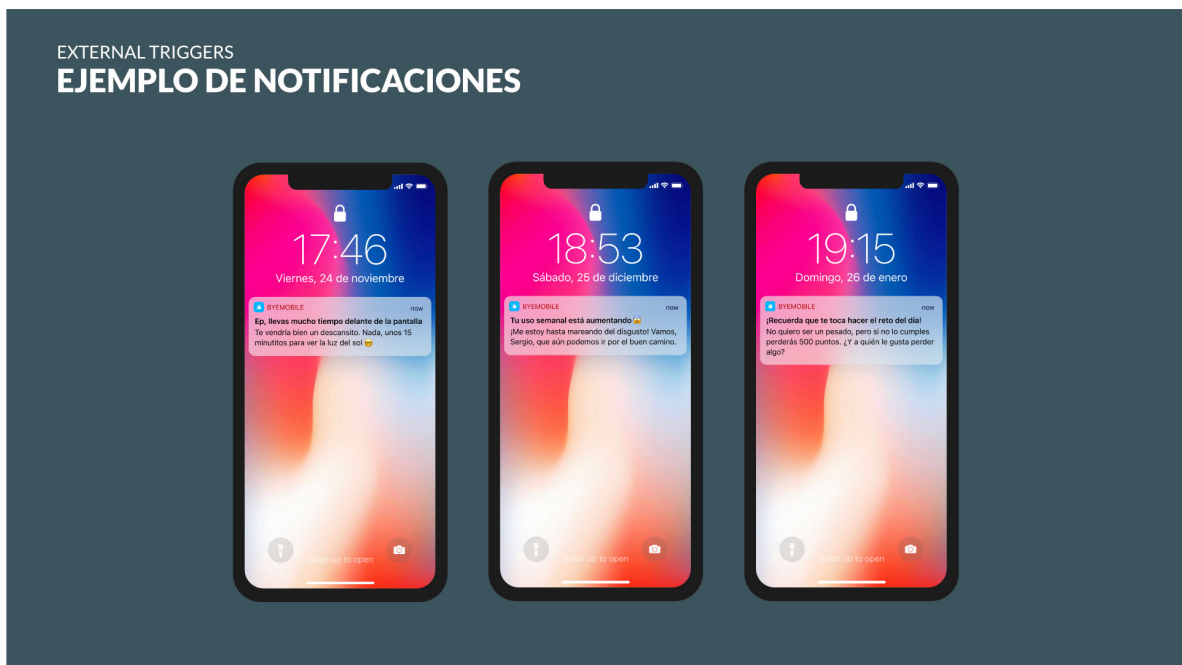 EXTERNAL TRIGGERS
EJEMPLO DE NOTIFICACIONES
17:46
Viernes, 24 de noviembre
BYEMOBILE now
Ep, llevas mucho tiempo delante de la pantalla
Te vendría bien un descansito. Nada, unos 15
minutitos para ver la luz del sol 🤓
swipe up to open
18:53
Sábado, 25 de diciembre
BYEMOBILE now
Tu uso semanal está aumentando 😱
¡Me estoy hasta mareando del disgusto! Vamos,
Sergio, que aún podemos ir por el buen camino.
swipe up to open
19:15
Domingo, 26 de enero
BYEMOBILE now
¡Recuerda que te toca hacer el reto del día!
No quiero ser un pesado, pero si no lo cumples
perderás 500 puntos. ¿Y a quién le gusta perder
algo?
swipe up to open